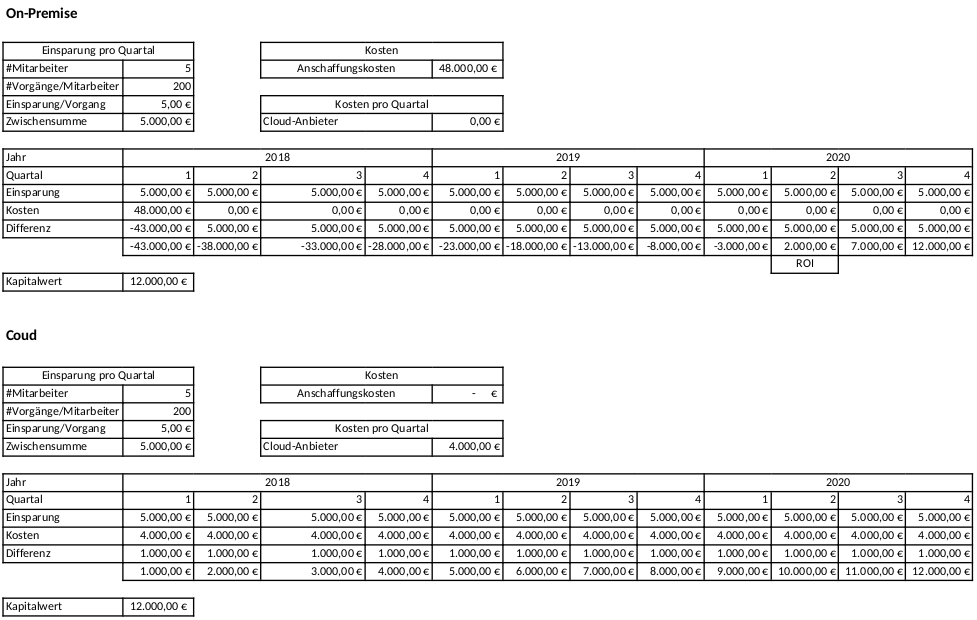 On-Premise
Einsparung pro Quartal Kosten
#Mitarbeiter 5 Anschaffungskosten 48.000,00 €
#Vorgänge/Mitarbeiter 200
Einsparung/Vorgang 5,00 € Kosten pro Quartal
Zwischensumme 5.000,00 € Cloud-Anbieter 0,00 €
Jahr 2018 2019 2020
Quartal 1 2 3 4 1 2 3 4 1 2 3 4
Einsparung 5.000,00 € 5.000,00 € 5.000,00 € 5.000,00 € 5.000,00 € 5.000,00 € 5.000,00 € 5.000,00 € 5.000,00 € 5.000,00 € 5.000,00 € 5.000,00 €
Kosten 48.000,00 € 0,00 € 0,00 € 0,00 € 0,00 € 0,00 € 0,00 € 0,00 € 0,00 € 0,00 € 0,00 € 0,00 €
Differenz -43.000,00 € 5.000,00 € 5.000,00 € 5.000,00 € 5.000,00 € 5.000,00 € 5.000,00 € 5.000,00 € 5.000,00 € 5.000,00 € 5.000,00 € 5.000,00 €
-43.000,00 € -38.000,00 € -33.000,00 € -28.000,00 € -23.000,00 € -18.000,00 € -13.000,00 € -8.000,00 € -3.000,00 € 2.000,00 € 7.000,00 € 12.000,00 €
ROI
Kapitalwert 12.000,00 €
Coud
Einsparung pro Quartal Kosten
#Mitarbeiter 5 Anschaffungskosten - €
#Vorgänge/Mitarbeiter 200
Einsparung/Vorgang 5,00 € Kosten pro Quartal
Zwischensumme 5.000,00 € Cloud-Anbieter 4.000,00 €
Jahr 2018 2019 2020
Quartal 1 2 3 4 1 2 3 4 1 2 3 4
Einsparung 5.000,00 € 5.000,00 € 5.000,00 € 5.000,00 € 5.000,00 € 5.000,00 € 5.000,00 € 5.000,00 € 5.000,00 € 5.000,00 € 5.000,00 € 5.000,00 €
Kosten 4.000,00 € 4.000,00 € 4.000,00 € 4.000,00 € 4.000,00 € 4.000,00 € 4.000,00 € 4.000,00 € 4.000,00 € 4.000,00 € 4.000,00 € 4.000,00 €
Differenz 1.000,00 € 1.000,00 € 1.000,00 € 1.000,00 € 1.000,00 € 1.000,00 € 1.000,00 € 1.000,00 € 1.000,00 € 1.000,00 € 1.000,00 € 1.000,00 €
1.000,00 € 2.000,00 € 3.000,00 € 4.000,00 € 5.000,00 € 6.000,00 € 7.000,00 € 8.000,00 € 9.000,00 € 10.000,00 € 11.000,00 € 12.000,00 €
Kapitalwert 12.000,00 €